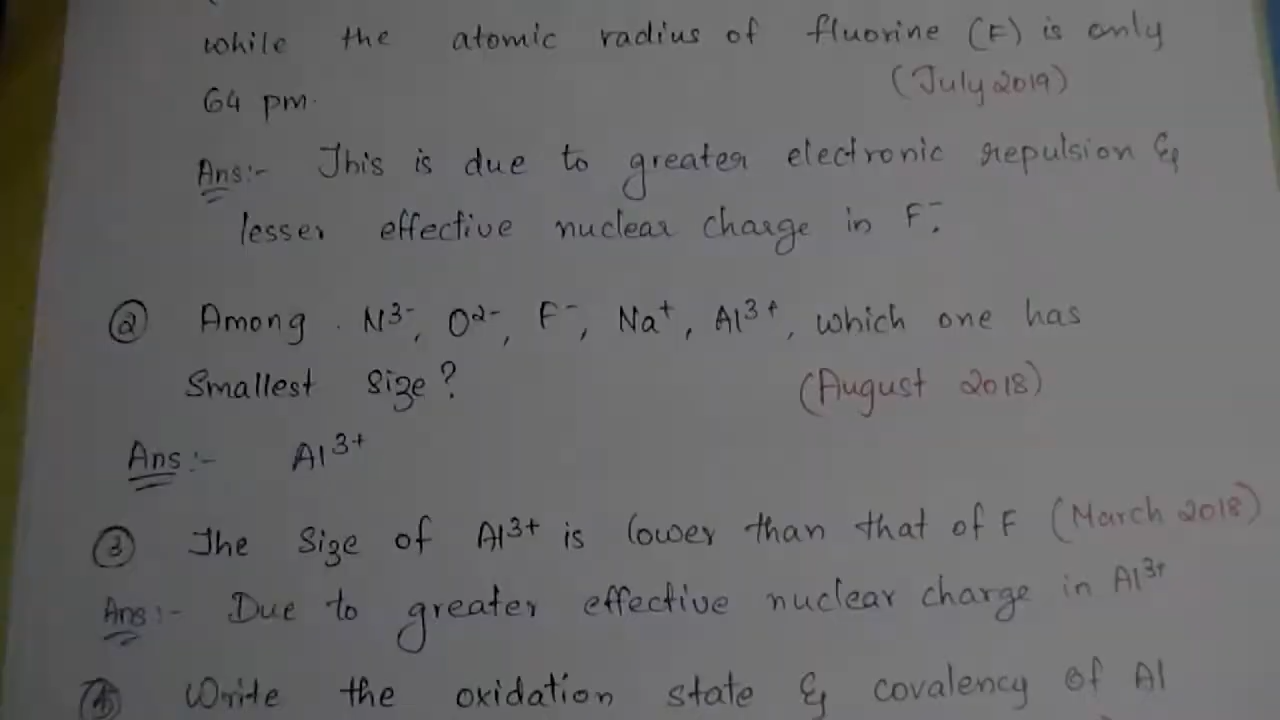 while the atomic radius of fluorine (F) is only
64 pm. (July 2019)
Ans:- This is due to greater electronic repulsion &
lesser effective nuclear charge in F⁻.
② Among N³⁻, O²⁻, F⁻, Na⁺, Al³⁺, which one has
Smallest Size? (August 2018)
Ans:- Al³⁺
③ The Size of Al³⁺ is lower than that of F (March 2018)
Ans:- Due to greater effective nuclear charge in Al³⁺
Write the oxidation state & covalency of Al